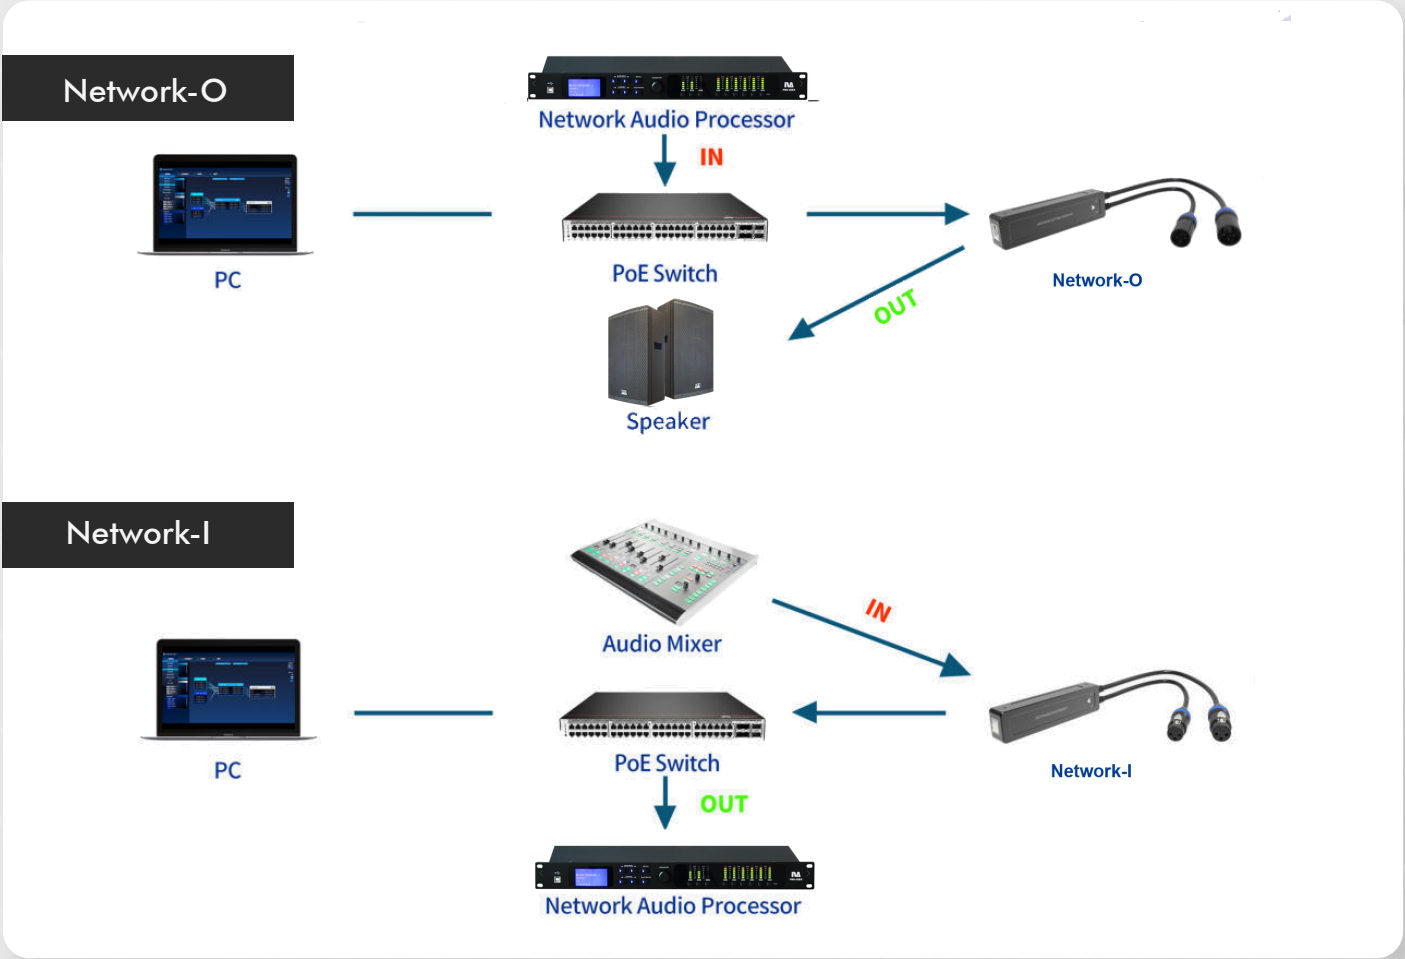 Network-O
Network Audio Processor
IN
PC
PoE Switch
Network-O
OUT
Speaker
Network-I
Audio Mixer
IN
PC
PoE Switch
Network-I
OUT
Network Audio Processor